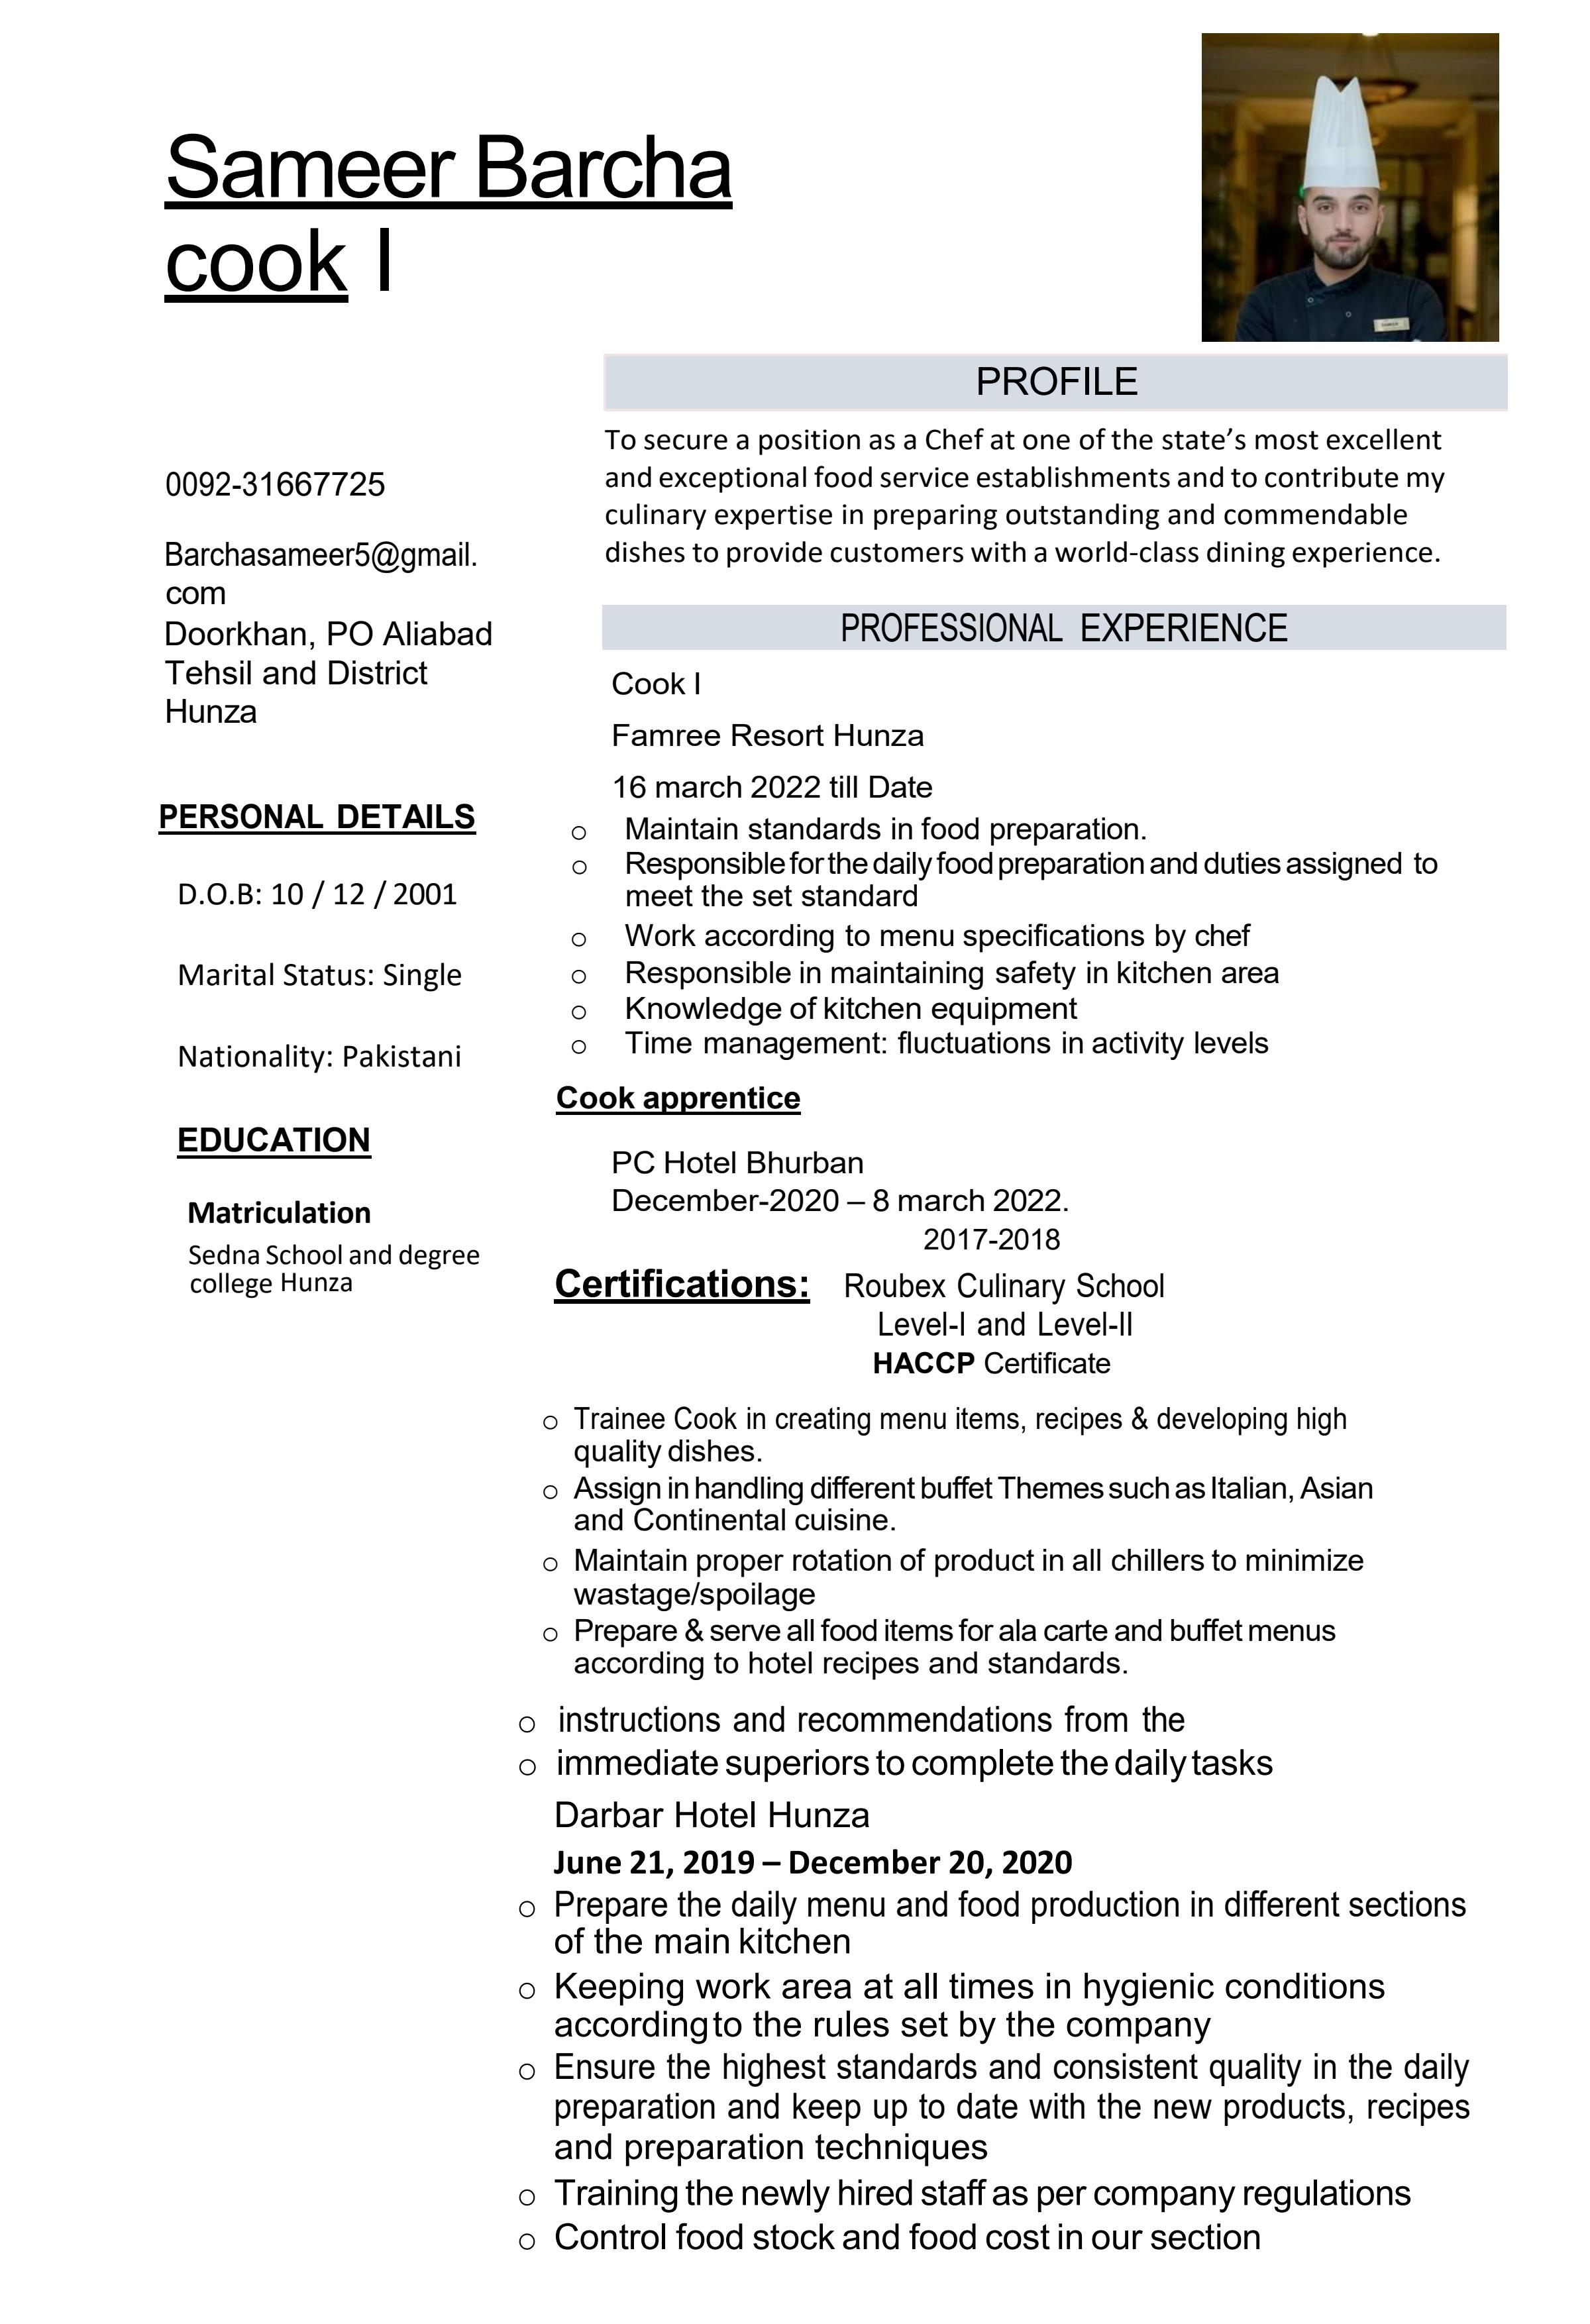 Sameer Barcha
cook I
0092-31667725
Barchasameer5@gmail.
com
Doorkhan, PO Aliabad
Tehsil and District
Hunza
PERSONAL DETAILS
D.O.B: 10 / 12 / 2001
Marital Status: Single
Nationality: Pakistani
EDUCATION
Matriculation
Sedna School and degree
college Hunza
PROFILE
To secure a position as a Chef at one of the state’s most excellent
and exceptional food service establishments and to contribute my
culinary expertise in preparing outstanding and commendable
dishes to provide customers with a world-class dining experience.
PROFESSIONAL EXPERIENCE
Cook I
Famree Resort Hunza
16 march 2022 till Date
o Maintain standards in food preparation.
o Responsible for the daily food preparation and duties assigned to
meet the set standard
o Work according to menu specifications by chef
o Responsible in maintaining safety in kitchen area
o Knowledge of kitchen equipment
o Time management: fluctuations in activity levels
Cook apprentice
PC Hotel Bhurban
December-2020 – 8 march 2022.
2017-2018
Certifications: Roubex Culinary School
Level-I and Level-II
HACCP Certificate
o Trainee Cook in creating menu items, recipes & developing high
quality dishes.
o Assign in handling different buffet Themes such as Italian, Asian
and Continental cuisine.
o Maintain proper rotation of product in all chillers to minimize
wastage/spoilage
o Prepare & serve all food items for ala carte and buffet menus
according to hotel recipes and standards.
o instructions and recommendations from the
o immediate superiors to complete the daily tasks
Darbar Hotel Hunza
June 21, 2019 – December 20, 2020
o Prepare the daily menu and food production in different sections
of the main kitchen
o Keeping work area at all times in hygienic conditions
accordingto the rules set by the company
o Ensure the highest standards and consistent quality in the daily
preparation and keep up to date with the new products, recipes
and preparation techniques
o Training the newly hired staff as per company regulations
o Control food stock and food cost in our section